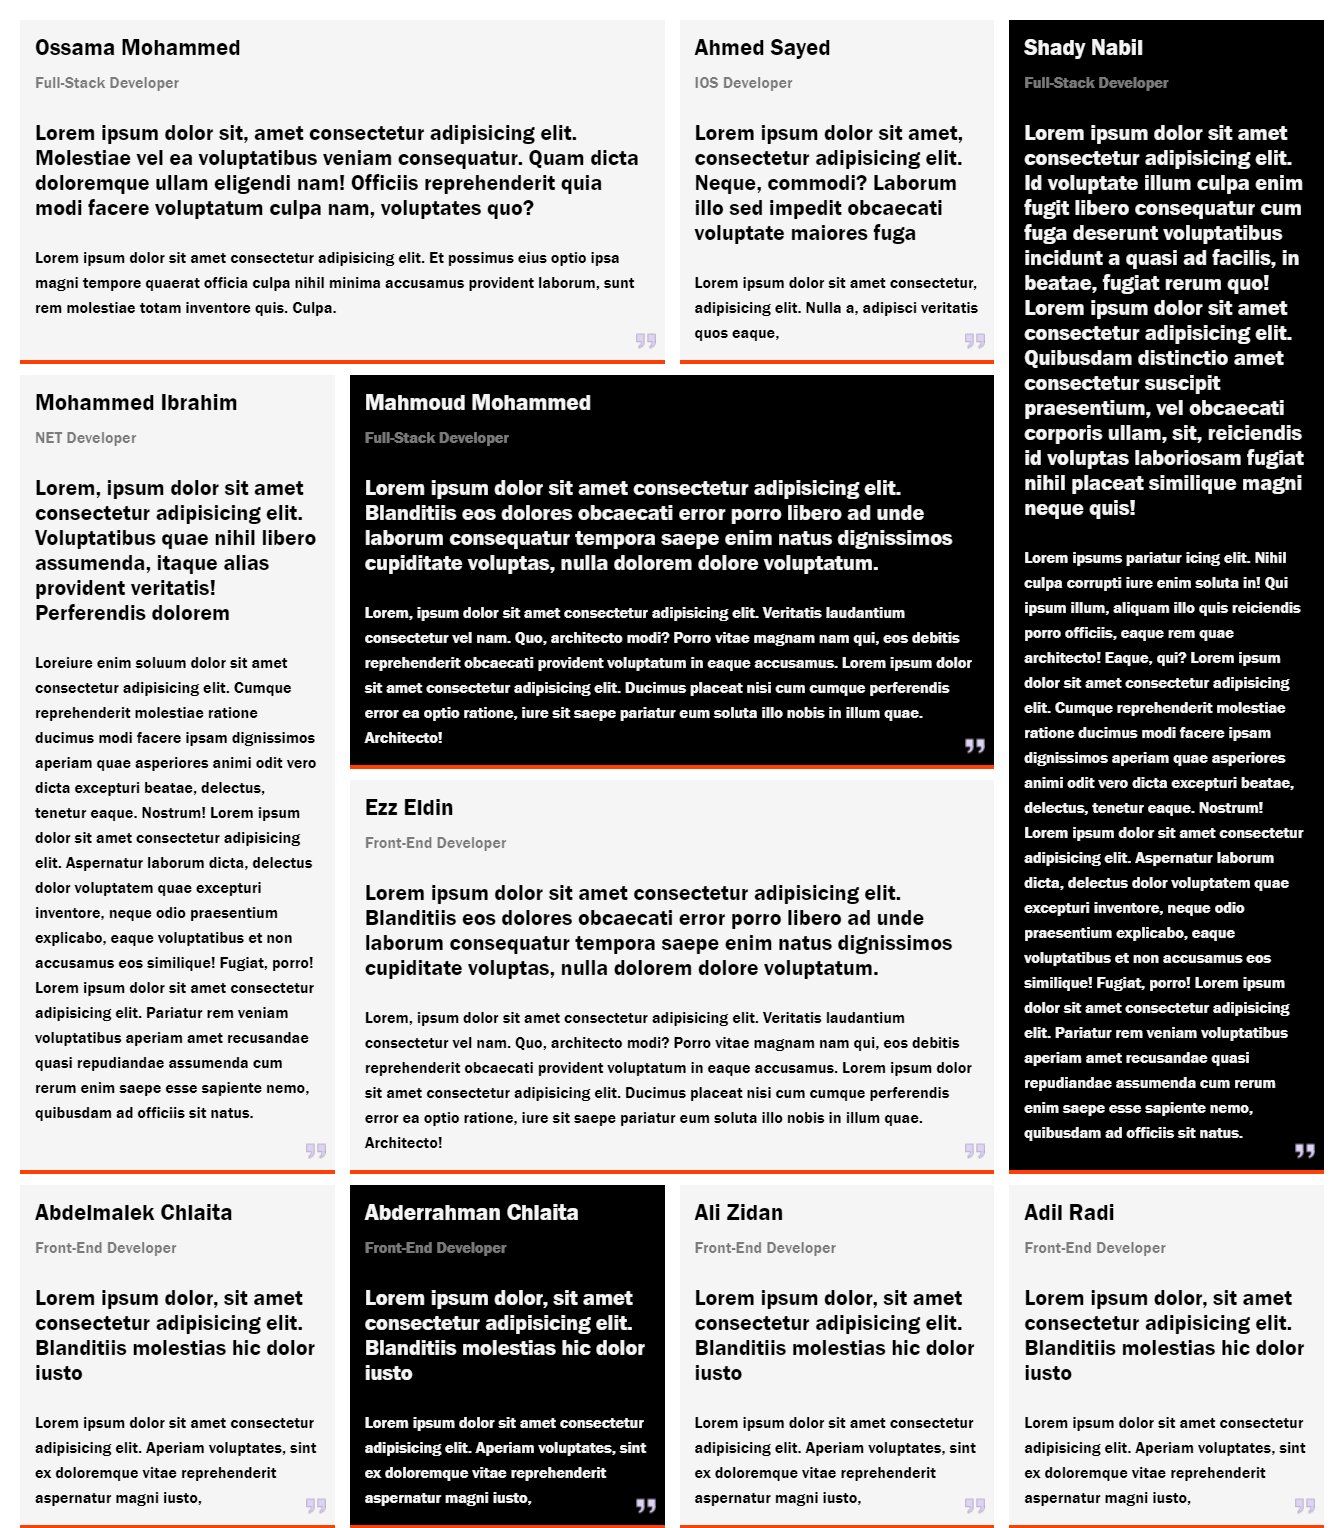 Ossama Mohammed
Full-Stack Developer
Lorem ipsum dolor sit, amet consectetur adipisicing elit.
Molestiae vel ea voluptatibus veniam consequatur. Quam dicta
doloremque ullam eligendi nam! Officiis reprehenderit quia
modi facere voluptatum culpa nam, voluptates quo?
Lorem ipsum dolor sit amet consectetur adipisicing elit. Et possimus eius optio ipsa
magni tempore quaerat officia culpa nihil minima accusamus provident laborum, sunt
rem molestiae totam inventore quis. Culpa.
Ahmed Sayed
IOS Developer
Lorem ipsum dolor sit amet,
consectetur adipisicing elit.
Neque, commodi? Laborum
illo sed impedit obcaecati
voluptate maiores fuga
Lorem ipsum dolor sit amet consectetur,
adipisicing elit. Nulla a, adipisci veritatis
quos eaque,
Shady Nabil
Full-Stack Developer
Lorem ipsum dolor sit amet
consectetur adipisicing elit.
Id voluptate illum culpa enim
fugit libero consequatur cum
fuga deserunt voluptatibus
incidunt a quasi ad facilis, in
beatae, fugiat rerum quo!
Lorem ipsum dolor sit amet
consectetur adipisicing elit.
Quibusdam distinctio amet
consectetur suscipit
praesentium, vel obcaecati
corporis ullam, sit, reiciendis
id voluptas laboriosam fugiat
nihil placeat similique magni
neque quis!
Lorem ipsums pariatur icing elit. Nihil
culpa corrupti iure enim soluta in! Qui
ipsum illum, aliquam illo quis reiciendis
porro officiis, eaque rem quae
architecto! Eaque, qui? Lorem ipsum
dolor sit amet consectetur adipisicing
elit. Cumque reprehenderit molestiae
ratione ducimus modi facere ipsam
dignissimos aperiam quae asperiores
animi odit vero dicta excepturi beatae,
delectus, tenetur eaque. Nostrum!
Lorem ipsum dolor sit amet consectetur
adipisicing elit. Aspernatur laborum
dicta, delectus dolor voluptatem quae
excepturi inventore, neque odio
praesentium explicabo, eaque
voluptatibus et non accusamus eos
similique! Fugiat, porro! Lorem ipsum
dolor sit amet consectetur adipisicing
elit. Pariatur rem veniam voluptatibus
aperiam amet recusandae quasi
repudiandae assumenda cum rerum
enim saepe esse sapiente nemo,
quibusdam ad officiis sit natus.
Mohammed Ibrahim
NET Developer
Lorem, ipsum dolor sit amet
consectetur adipisicing elit.
Voluptatibus quae nihil libero
assumenda, itaque alias
provident veritatis!
Perferendis dolorem
Loreiure enim soluum dolor sit amet
consectetur adipisicing elit. Cumque
reprehenderit molestiae ratione
ducimus modi facere ipsam dignissimos
aperiam quae asperiores animi odit vero
dicta excepturi beatae, delectus,
tenetur eaque. Nostrum! Lorem ipsum
dolor sit amet consectetur adipisicing
elit. Aspernatur laborum dicta, delectus
dolor voluptatem quae excepturi
inventore, neque odio praesentium
explicabo, eaque voluptatibus et non
accusamus eos similique! Fugiat, porro!
Lorem ipsum dolor sit amet consectetur
adipisicing elit. Pariatur rem veniam
voluptatibus aperiam amet recusandae
quasi repudiandae assumenda cum
rerum enim saepe esse sapiente nemo,
quibusdam ad officiis sit natus.
Mahmoud Mohammed
Full-Stack Developer
Lorem ipsum dolor sit amet consectetur adipisicing elit.
Blanditiis eos dolores obcaecati error porro libero ad unde
laborum consequatur tempora saepe enim natus dignissimos
cupiditate voluptas, nulla dolorem dolore voluptatum.
Lorem, ipsum dolor sit amet consectetur adipisicing elit. Veritatis laudantium
consectetur vel nam. Quo, architecto modi? Porro vitae magnam nam qui, eos debitis
reprehenderit obcaecati provident voluptatum in eaque accusamus. Lorem ipsum dolor
sit amet consectetur adipisicing elit. Ducimus placeat nisi cum cumque perferendis
error ea optio ratione, iure sit saepe pariatur eum soluta illo nobis in illum quae.
Architecto!
Ezz Eldin
Front-End Developer
Lorem ipsum dolor sit amet consectetur adipisicing elit.
Blanditiis eos dolores obcaecati error porro libero ad unde
laborum consequatur tempora saepe enim natus dignissimos
cupiditate voluptas, nulla dolorem dolore voluptatum.
Lorem, ipsum dolor sit amet consectetur adipisicing elit. Veritatis laudantium
consectetur vel nam. Quo, architecto modi? Porro vitae magnam nam qui, eos debitis
reprehenderit obcaecati provident voluptatum in eaque accusamus. Lorem ipsum dolor
sit amet consectetur adipisicing elit. Ducimus placeat nisi cum cumque perferendis
error ea optio ratione, iure sit saepe pariatur eum soluta illo nobis in illum quae.
Architecto!
Abdelmalek Chlaita
Front-End Developer
Lorem ipsum dolor, sit amet
consectetur adipisicing elit.
Blanditiis molestias hic dolor
iusto
Lorem ipsum dolor sit amet consectetur
adipisicing elit. Aperiam voluptates, sint
ex doloremque vitae reprehenderit
aspernatur magni iusto,
Abderrahman Chlaita
Front-End Developer
Lorem ipsum dolor, sit amet
consectetur adipisicing elit.
Blanditiis molestias hic dolor
iusto
Lorem ipsum dolor sit amet consectetur
adipisicing elit. Aperiam voluptates, sint
ex doloremque vitae reprehenderit
aspernatur magni iusto,
Ali Zidan
Front-End Developer
Lorem ipsum dolor, sit amet
consectetur adipisicing elit.
Blanditiis molestias hic dolor
iusto
Lorem ipsum dolor sit amet consectetur
adipisicing elit. Aperiam voluptates, sint
ex doloremque vitae reprehenderit
aspernatur magni iusto,
Adil Radi
Front-End Developer
Lorem ipsum dolor, sit amet
consectetur adipisicing elit.
Blanditiis molestias hic dolor
iusto
Lorem ipsum dolor sit amet consectetur
adipisicing elit. Aperiam voluptates, sint
ex doloremque vitae reprehenderit
aspernatur magni iusto,